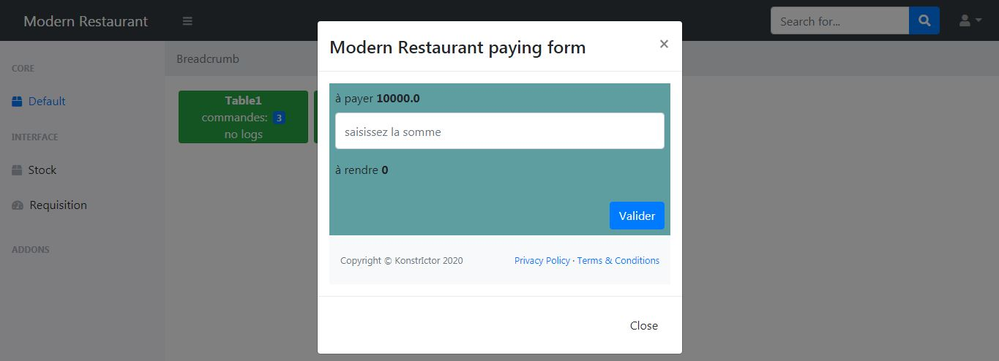 Modern Restaurant
Search for...
Modern Restaurant paying form
×
Breadcrumb
CORE
Default
INTERFACE
Stock
Requisition
ADDONS
Table1
commandes: 3
no logs
à payer 10000.0
saisissez la somme
à rendre 0
Valider
Copyright © KonstrIctor 2020
Privacy Policy · Terms & Conditions
Close